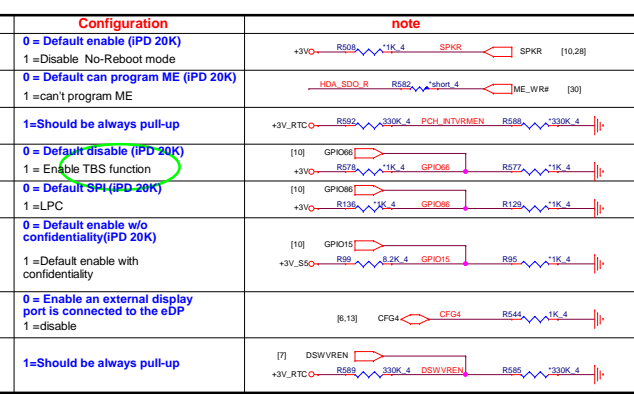 Configuration note
0 = Default enable (iPD 20K)
1 =Disable No-Reboot mode
+3V R508 *1K_4 SPKR SPKR [10,28]
0 = Default can program ME (iPD 20K)
1 =can't program ME
HDA_SDO_R R582 *short_4 ME_WR# [30]
1=Should be always pull-up
+3V_RTC R592 330K_4 PCH_INTVRMEN R588 *330K_4
0 = Default disable (iPD 20K)
1 = Enable TBS function
[10] GPIO66
+3V R578 *1K_4 GPIO66 R577 *1K_4
0 = Default SPI (iPD 20K)
1 =LPC
[10] GPIO86
+3V R136 *1K_4 GPIO86 R129 *1K_4
0 = Default enable w/o
confidentiality(iPD 20K)
1 =Default enable with
confidentiality
[10] GPIO15
+3V_S5 R99 8.2K_4 GPIO15 R95 *1K_4
0 = Enable an external display
port is connected to the eDP
1 =disable
[6,13] CFG4 CFG4 R544 1K_4
1=Should be always pull-up
[7] DSWVREN
+3V_RTC R589 330K_4 DSWVREN R585 *330K_4